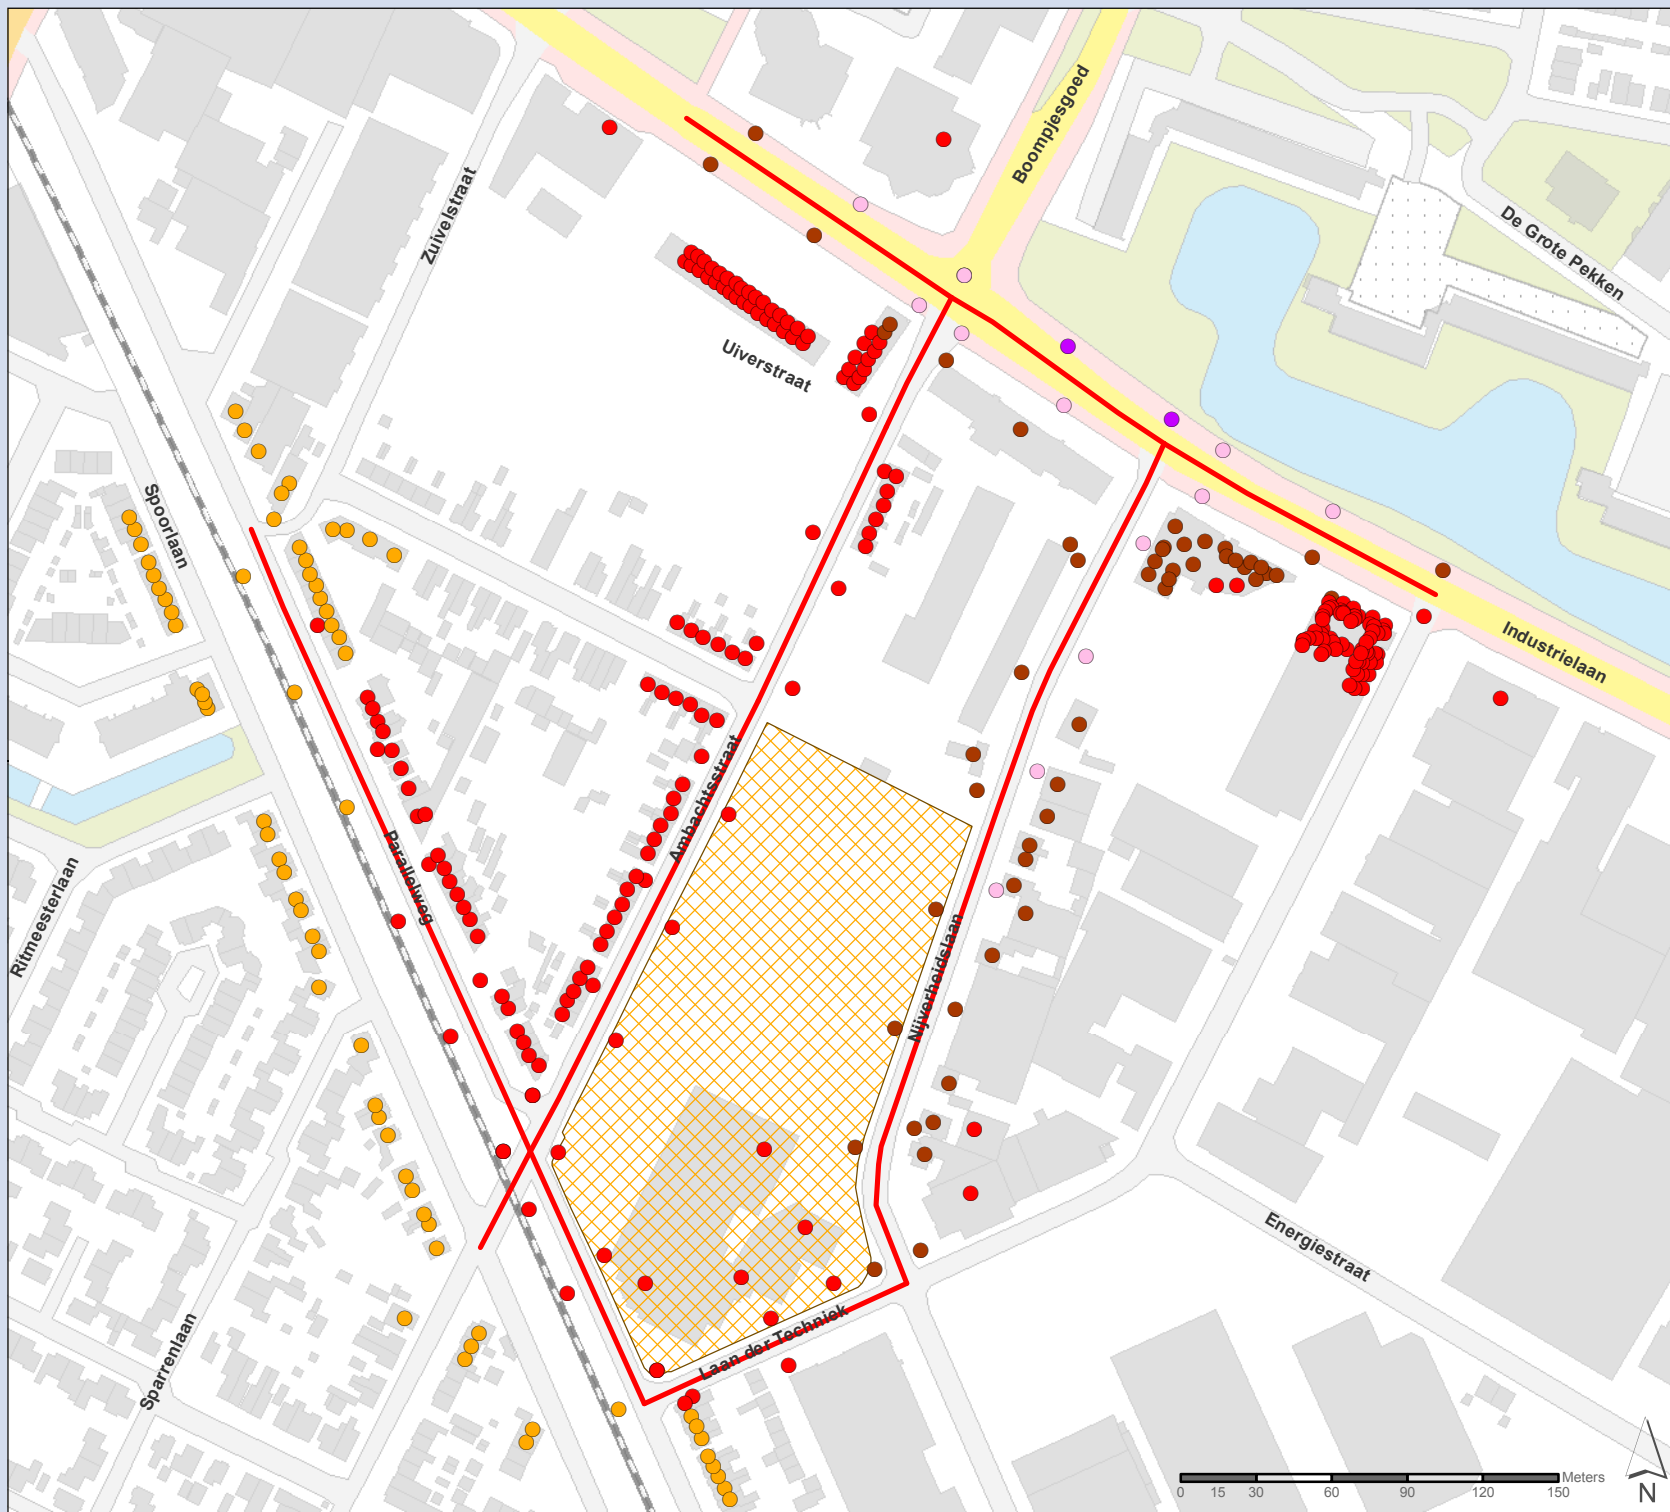 Boompjesgoed
Zuivelstraat
De Grote Pekken
Uiverstraat
Spoorlaan
Industrielaan
Ambachtsstraat
Parallelweg
Ritmeesterlaan
Nijverheidslaan
Energiestraat
Laan der Techniek
Sparrenlaan
Meters
0 15 30 60 90 120 150
N